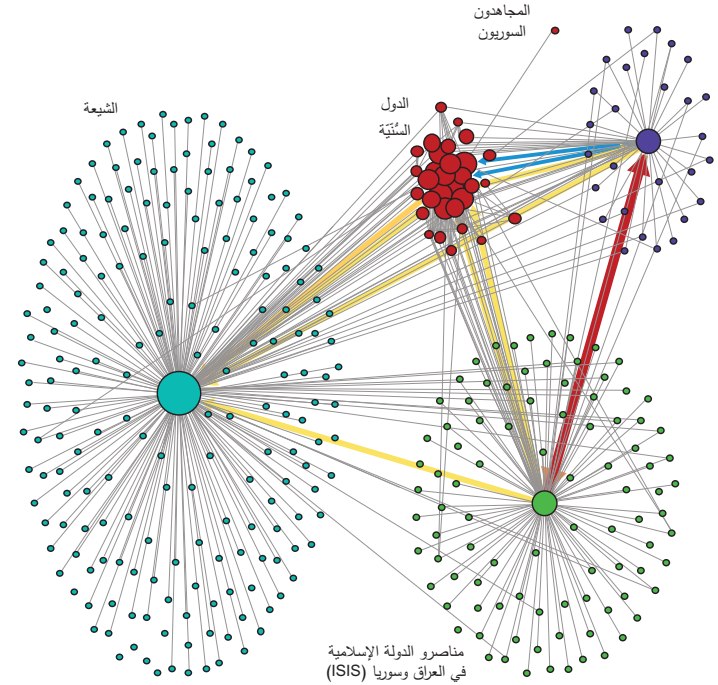 المجاهدون
السوريون
الدول
السُّنّيّة
الشيعة
مناصرو الدولة الإسلامية
في العراق وسوريا (ISIS)